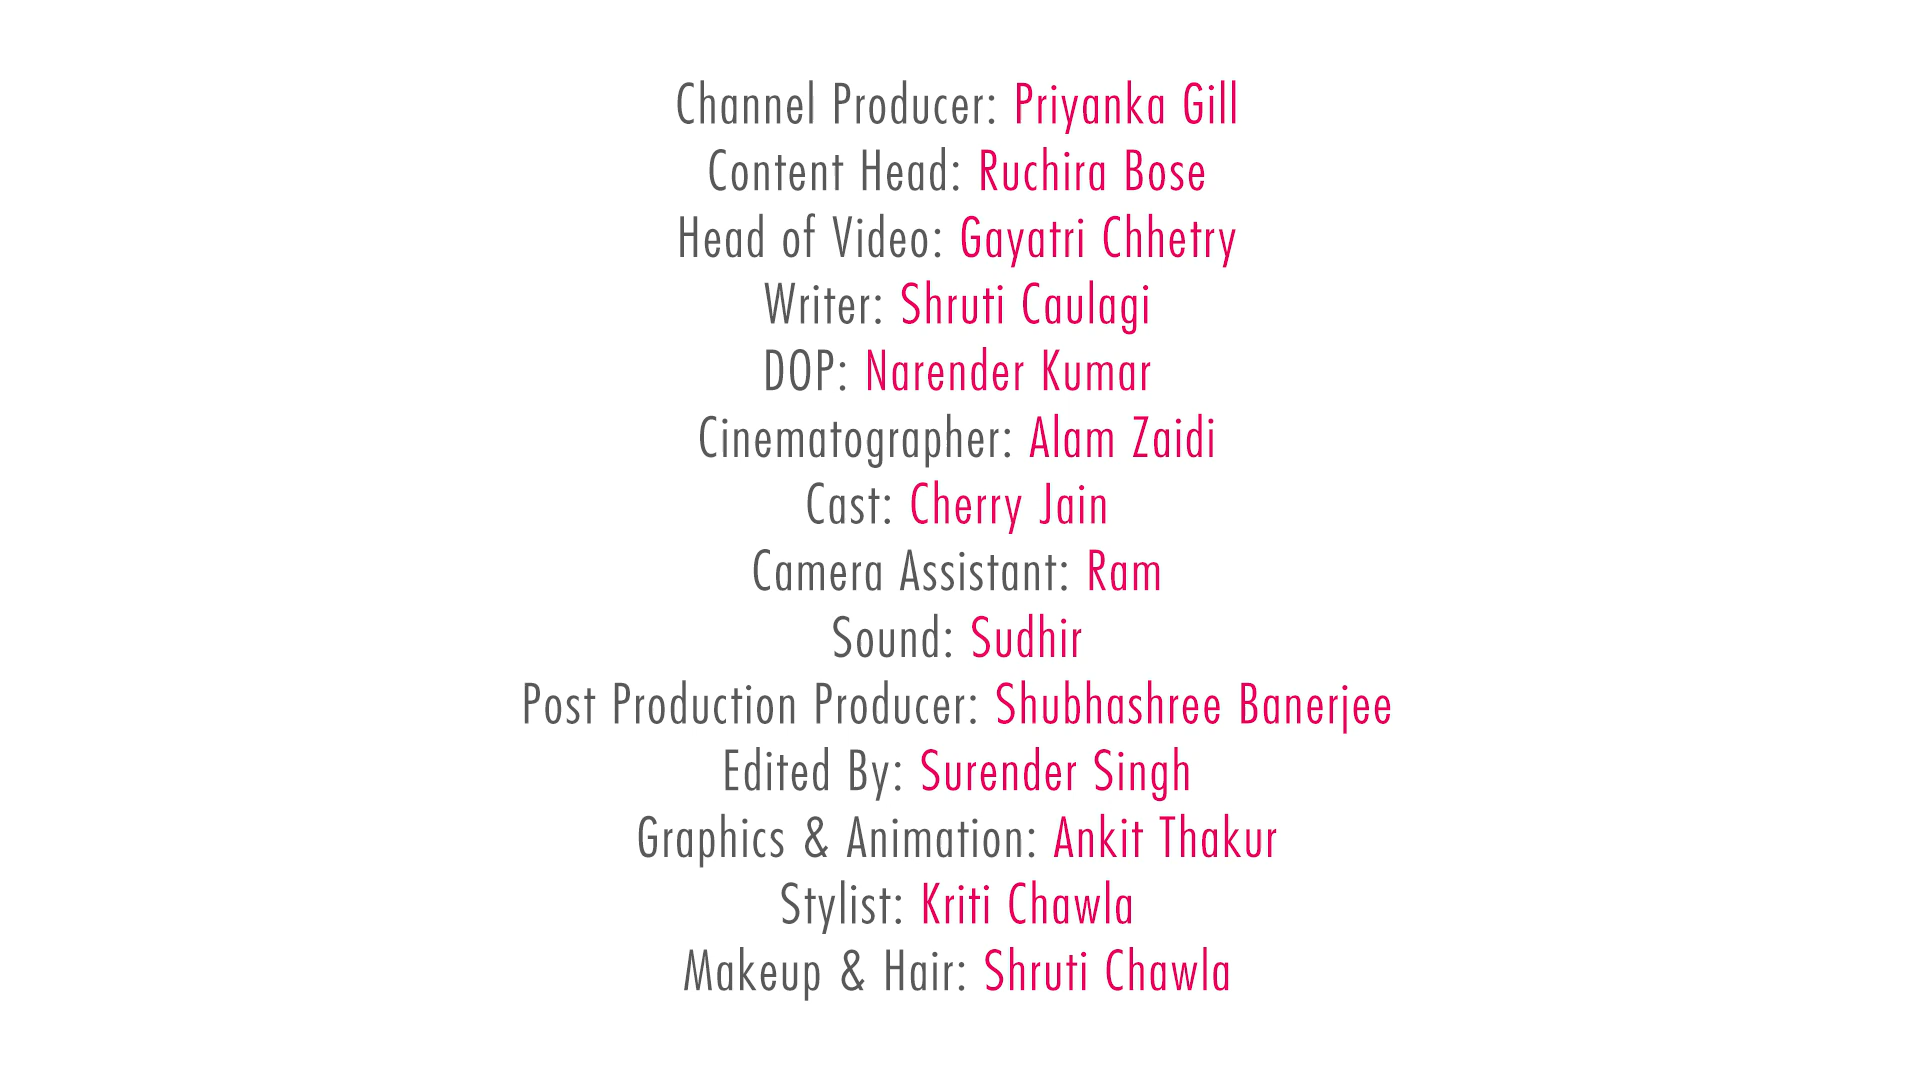 Channel Producer: Priyanka Gill
Content Head: Ruchira Bose
Head of Video: Gayatri Chhetry
Writer: Shruti Caulagi
DOP: Narender Kumar
Cinematographer: Alam Zaidi
Cast: Cherry Jain
Camera Assistant: Ram
Sound: Sudhir
Post Production Producer: Shubhashree Banerjee
Edited By: Surender Singh
Graphics & Animation: Ankit Thakur
Stylist: Kriti Chawla
Makeup & Hair: Shruti Chawla